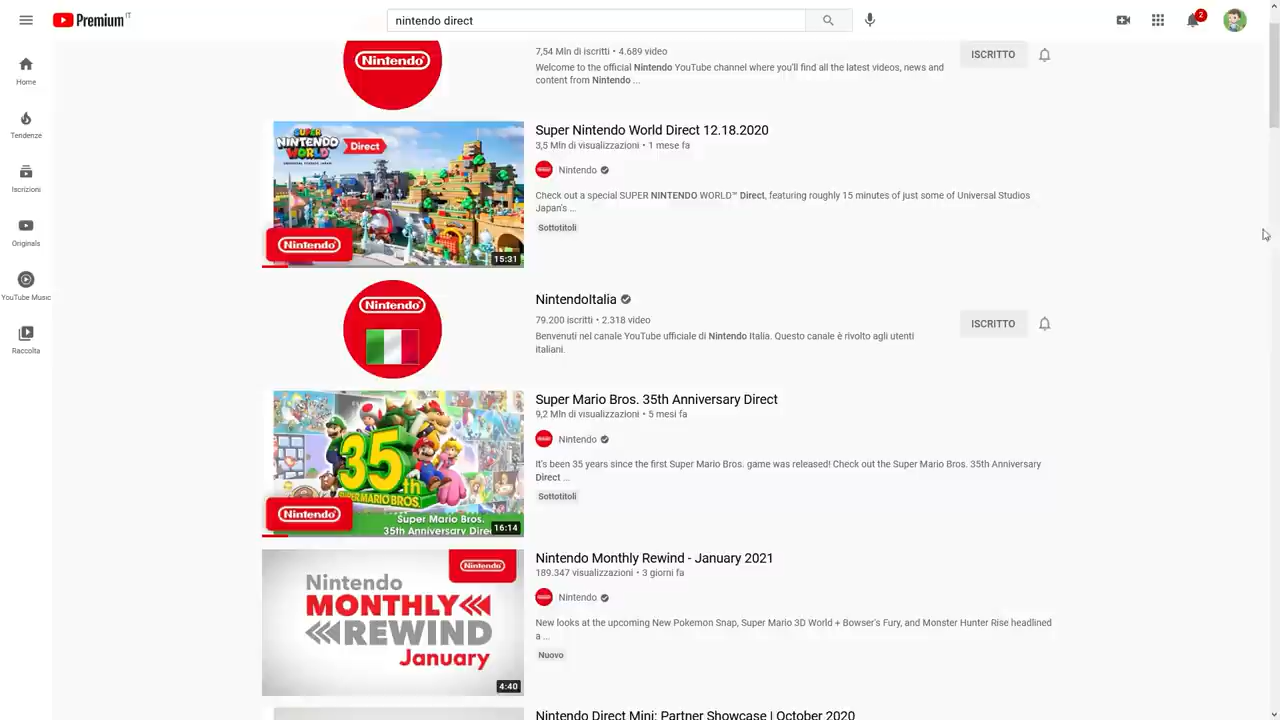 Premium IT
nintendo direct
2
Home
Tendenze
Iscrizioni
Originals
YouTube Music
Raccolta
Nintendo
7,54 Mln di iscritti • 4.689 video
Welcome to the official Nintendo YouTube channel where you'll find all the latest videos, news and
content from Nintendo ...
ISCRITTO
SUPER
NINTENDO
WORLD
Direct
Nintendo
15:31
Super Nintendo World Direct 12.18.2020
3,5 Mln di visualizzazioni • 1 mese fa
Nintendo
Check out a special SUPER NINTENDO WORLD™ Direct, featuring roughly 15 minutes of just some of Universal Studios
Japan's ...
Sottotitoli
Nintendo
NintendoItalia
79.200 iscritti • 2.318 video
Benvenuti nel canale YouTube ufficiale di Nintendo Italia. Questo canale è rivolto agli utenti
italiani.
ISCRITTO
35th
SUPER MARIO BROS.
Nintendo
Super Mario Bros.
35th Anniversary Dire
16:14
Super Mario Bros. 35th Anniversary Direct
9,2 Mln di visualizzazioni • 5 mesi fa
Nintendo
It's been 35 years since the first Super Mario Bros. game was released! Check out the Super Mario Bros. 35th Anniversary
Direct ...
Sottotitoli
Nintendo
Nintendo
MONTHLY
REWIND
January
4:40
Nintendo Monthly Rewind - January 2021
189.347 visualizzazioni • 3 giorni fa
Nintendo
New looks at the upcoming New Pokemon Snap, Super Mario 3D World + Bowser's Fury, and Monster Hunter Rise headlined
a ...
Nuovo
Nintendo Direct Mini: Partner Showcase | October 2020